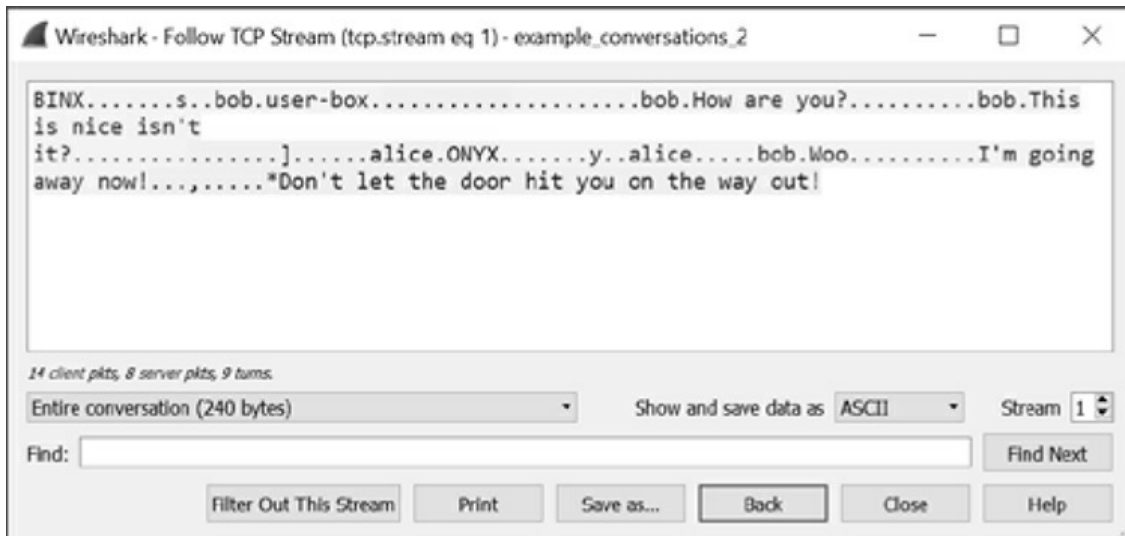 Wireshark - Follow TCP Stream (tcp.stream eq 1) - example_conversations_2
BINX.......s..bob.user-box......................bob.How are you?..........bob.This
is nice isn't
it?................]......alice.ONYX.......y..alice.....bob.Woo..........I'm going
away now!...,.....*Don't let the door hit you on the way out!
14 client pkts, 8 server pkts, 9 turns.
Entire conversation (240 bytes) Show and save data as ASCII Stream 1
Find: Find Next
Filter Out This Stream Print Save as... Back Close Help